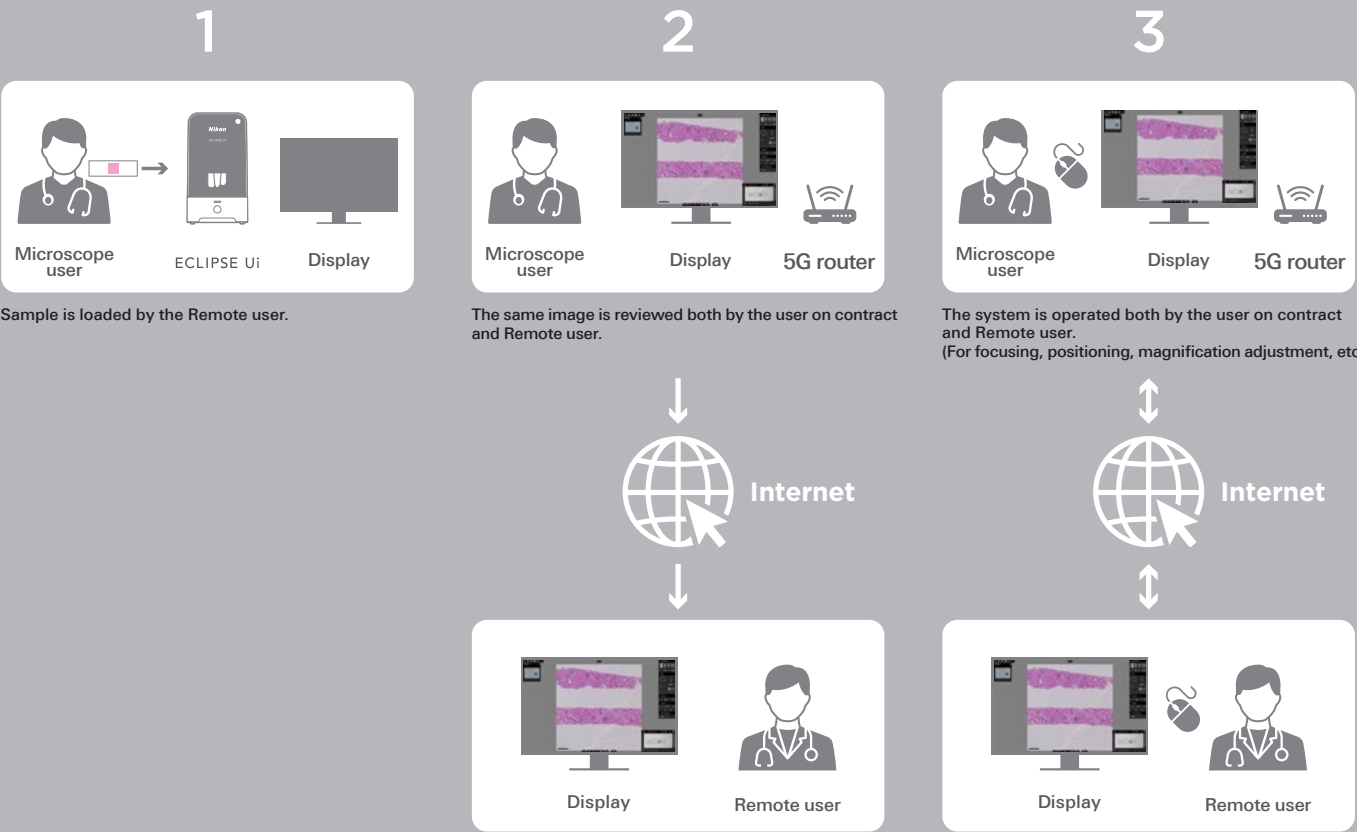 1
2
3
Nikon
ECLIPSE Ui
Microscope
user
ECLIPSE Ui
Display
Microscope
user
Display
5G router
Microscope
user
Display
5G router
Sample is loaded by the Remote user.
The same image is reviewed both by the user on contract
and Remote user.
The system is operated both by the user on contract
and Remote user.
(For focusing, positioning, magnification adjustment, etc
Internet
Internet
Display
Remote user
Display
Remote user